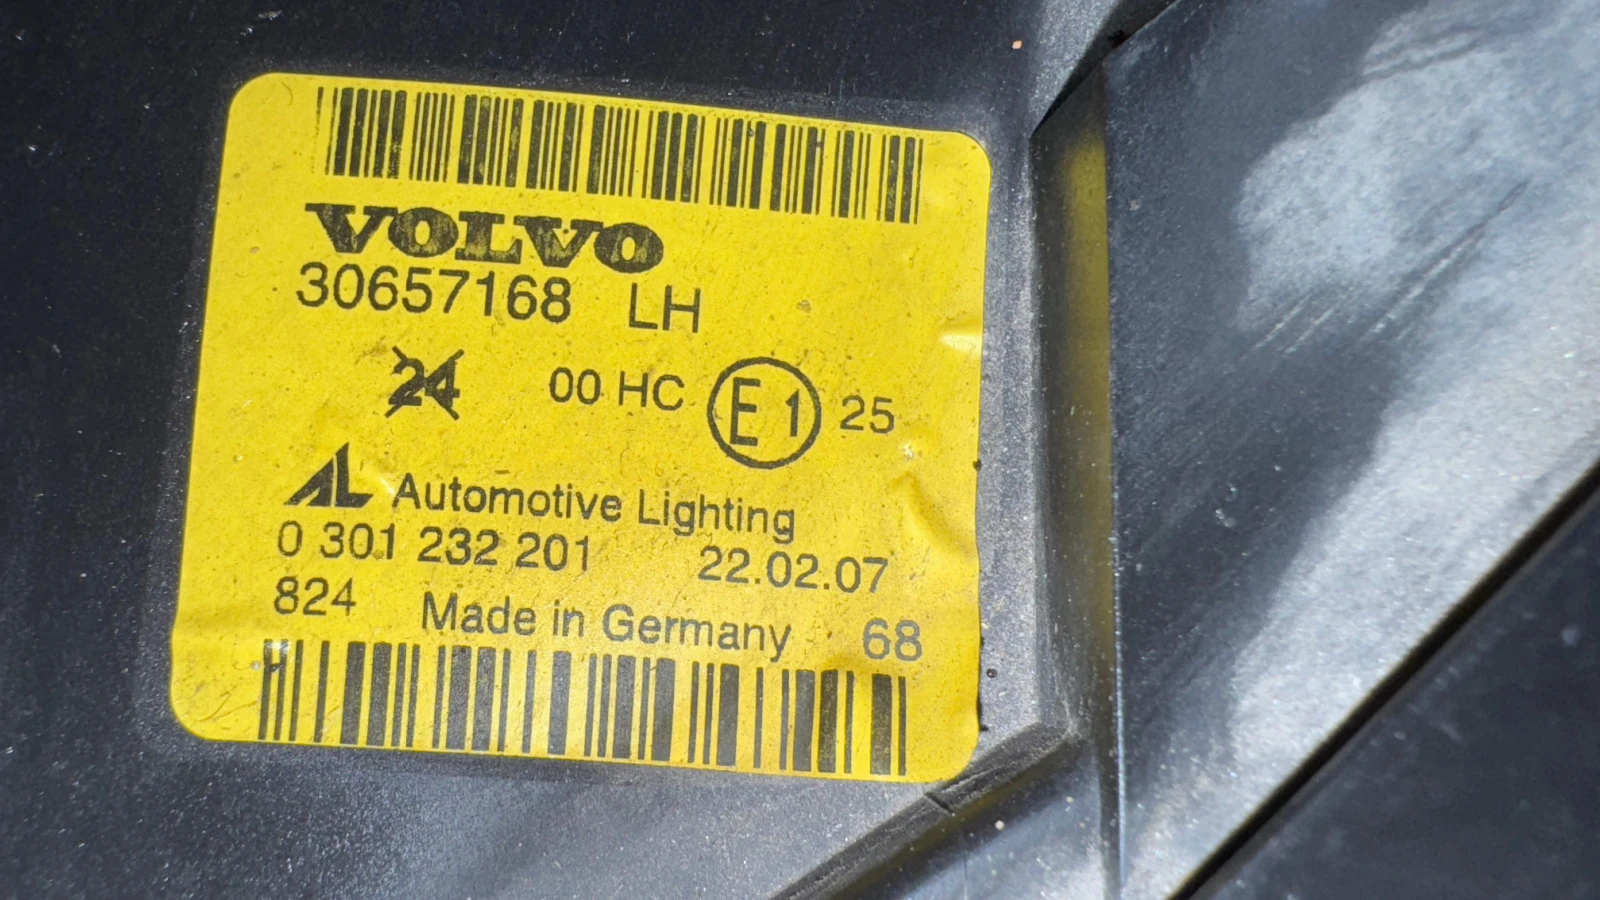 VOLVO
30657168 LH
24 00 HC E1 25
AL Automotive Lighting
0 301 232 201 22.02.07
824 Made in Germany 68